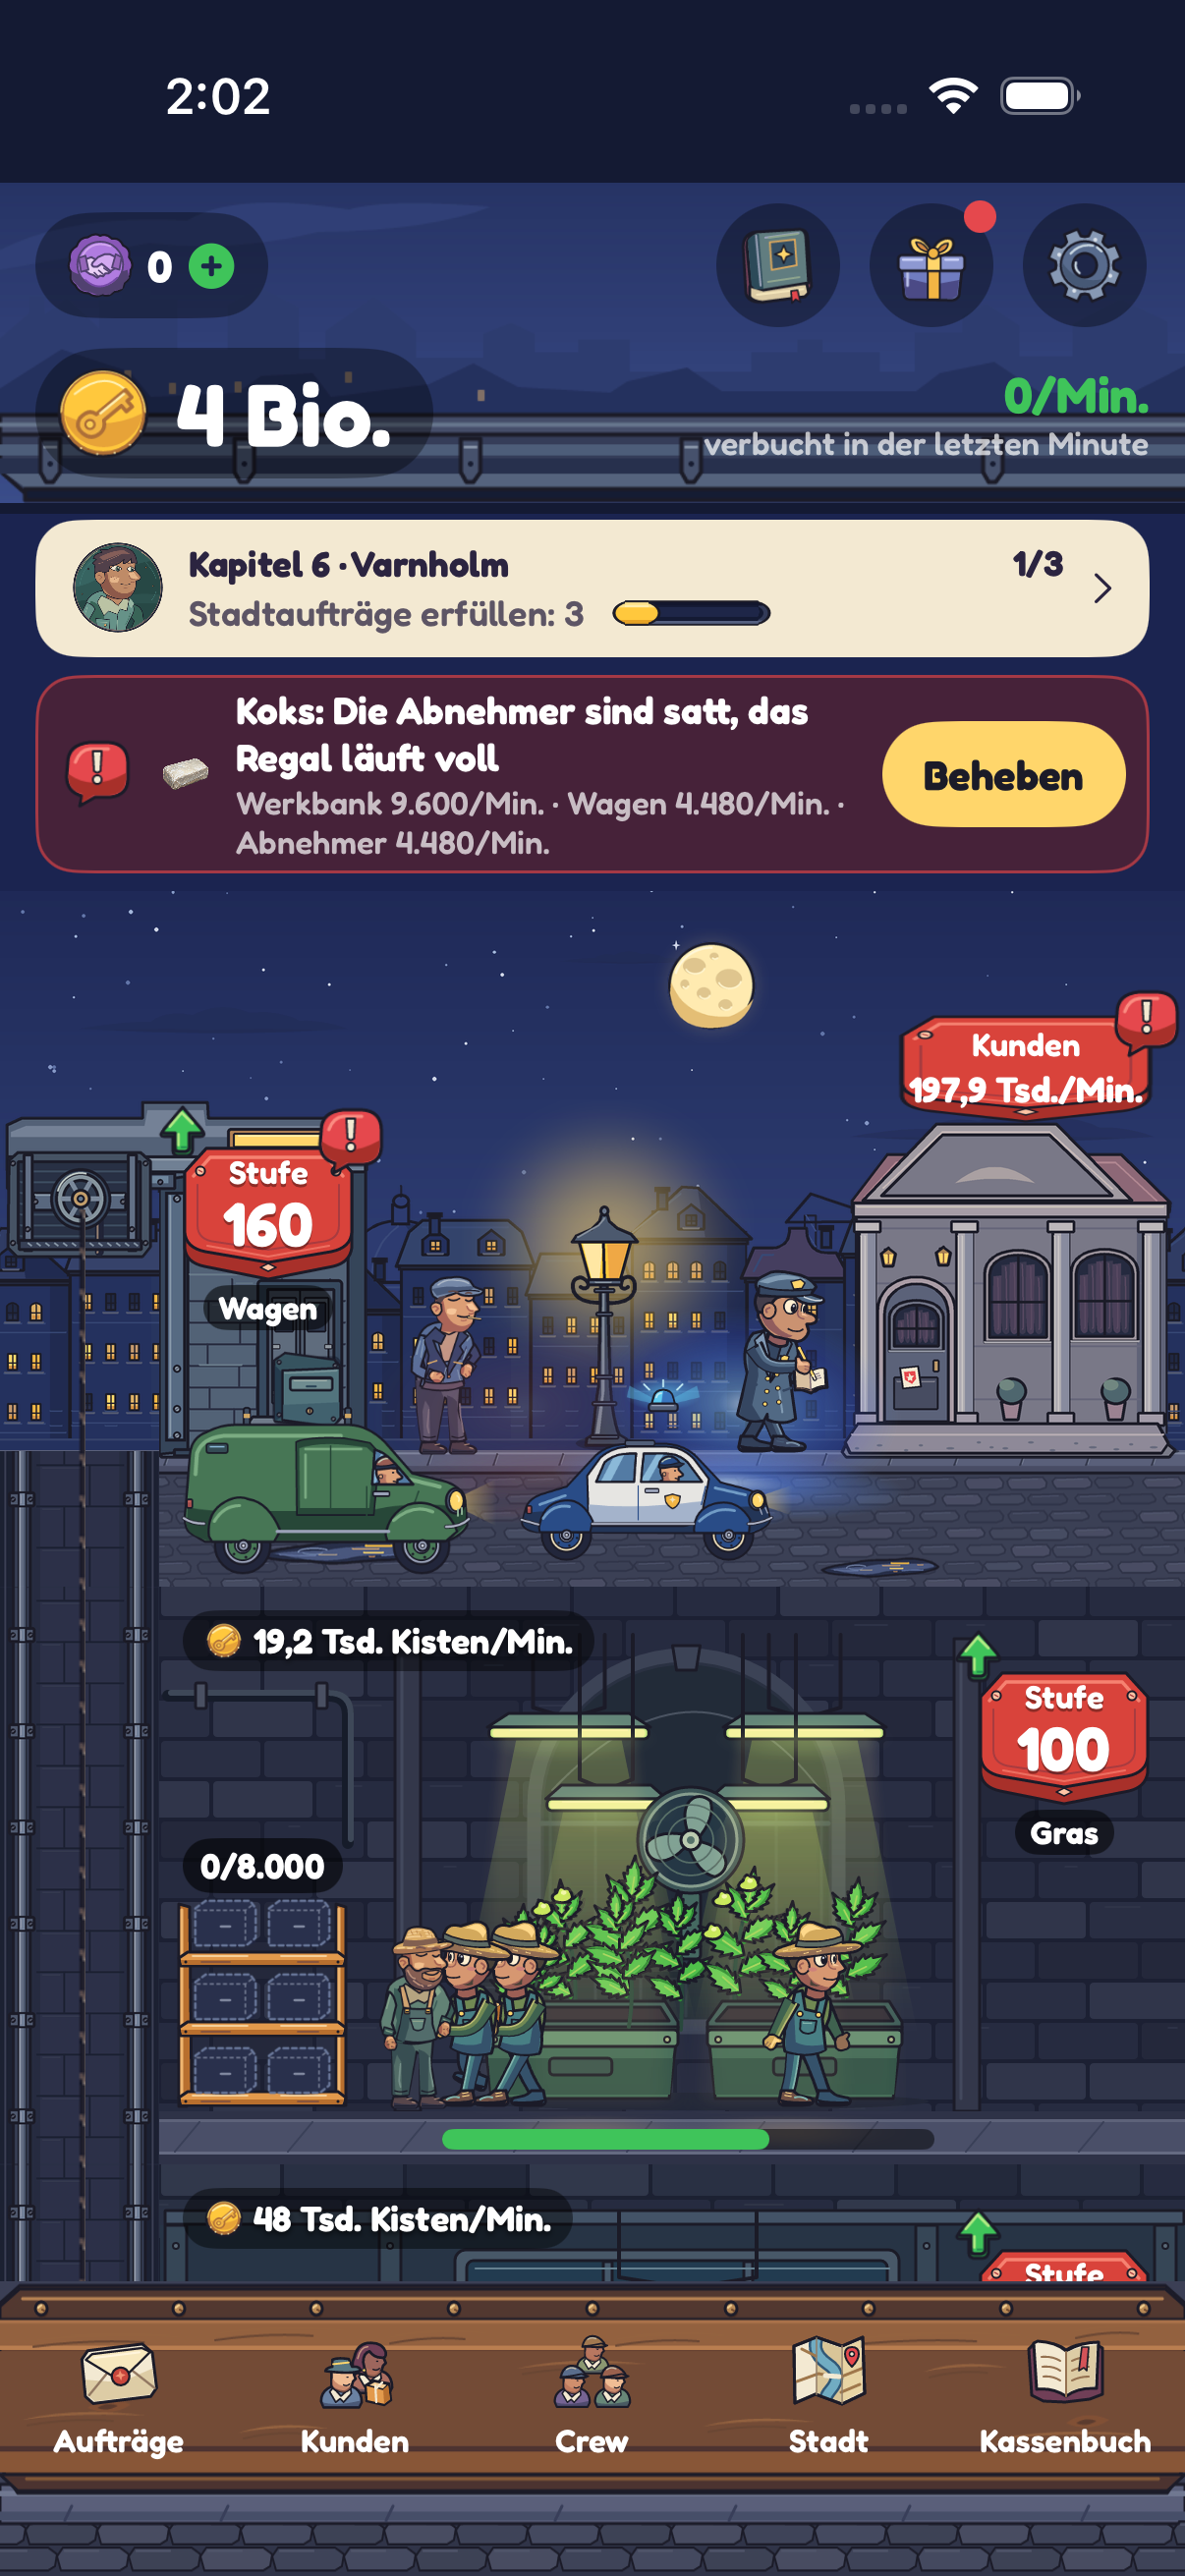 2:02
0
4 Bio.
0/Min.
verbucht in der letzten Minute
Kapitel 6 · Varnholm
1/3
Stadtaufträge erfüllen: 3
Koks: Die Abnehmer sind satt, das
Regal läuft voll
Werkbank 9.600/Min. · Wagen 4.480/Min. ·
Abnehmer 4.480/Min.
Beheben
Kunden
197,9 Tsd./Min.
Stufe
160
Wagen
19,2 Tsd. Kisten/Min.
Stufe
100
Gras
0/8.000
48 Tsd. Kisten/Min.
Stufe
Aufträge
Kunden
Crew
Stadt
Kassenbuch